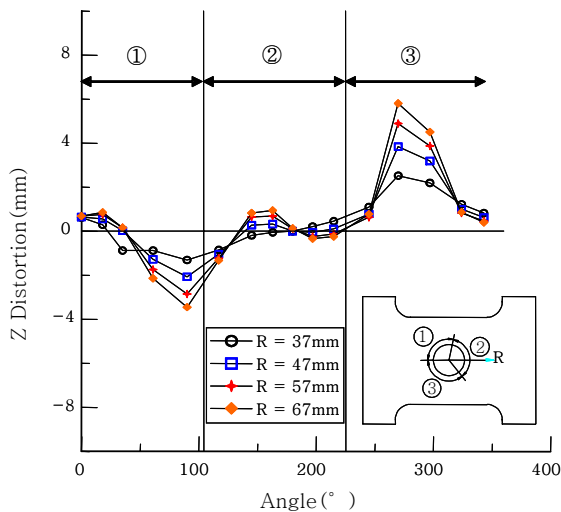 8
4
0
-4
-8
Z Distortion(mm)
① ② ③
R = 37mm
R = 47mm
R = 57mm
R = 67mm
①
②
R
③
0 100 200 300 400
Angle(°)